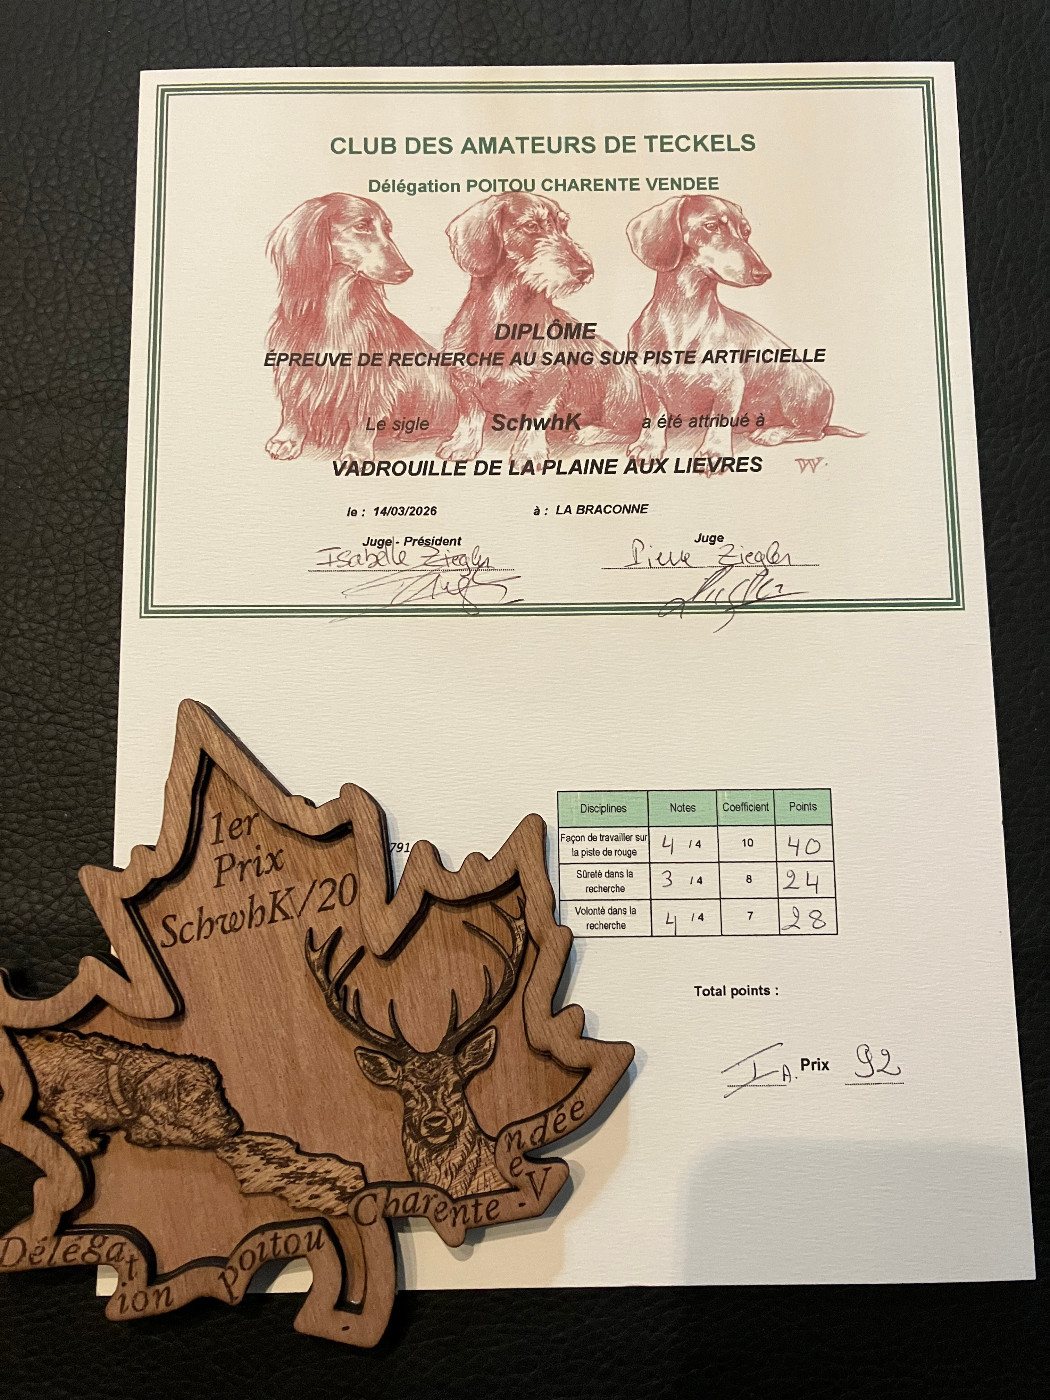 CLUB DES AMATEURS DE TECKELS
Délégation POITOU CHARENTE VENDEE
DIPLÔME
ÉPREUVE DE RECHERCHE AU SANG SUR PISTE ARTIFICIELLE
Le sigle SchwhK a été attribué à
VADROUILLE DE LA PLAINE AUX LIÈVRES
W.
le : 14/03/2026 à : LA BRACONNE
Juge - Président Juge
Isabelle Ziegler Pierre Ziegler
791
Disciplines Notes Coefficient Points
Façon de travailler sur la piste de rouge 4 / 4 10 40
Sûreté dans la recherche 3 / 4 8 24
Volonté dans la recherche 4 / 4 7 28
Total points :
I A. Prix 92
1er
Prix
SchwhK/20
Délégation Poitou Charente-Vendée